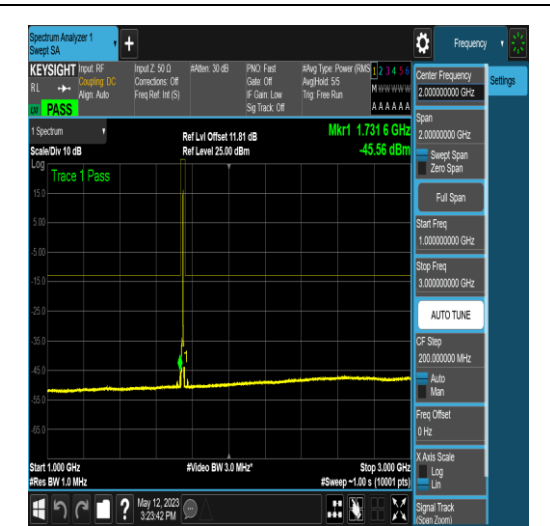 Spectrum Analyzer 1
Swept SA
+
Frequency
KEYSIGHT
RL
LM PASS
Input: RF
Coupling: DC
Align: Auto
Input Z: 50 Ω
Corrections: Off
Freq Ref: Int (S)
#Atten: 30 dB
PNO: Fast
Gate: Off
IF Gain: Low
Sig Track: Off
#Avg Type: Power (RMS
Avg|Hold: 5/5
Trig: Free Run
1 2 3 4 5 6
M W W W W W
A A A A A A
1 Spectrum
Scale/Div 10 dB
Log
Ref Lvl Offset 11.81 dB
Ref Level 25.00 dBm
Mkr1 1.731 6 GHz
-45.56 dBm
Trace 1 Pass
15.0
5.00
-5.00
-15.0
-25.0
-35.0
-45.0
-55.0
-65.0
1
Start 1.000 GHz
#Res BW 1.0 MHz
#Video BW 3.0 MHz*
Stop 3.000 GHz
#Sweep ~1.00 s (10001 pts)
?
May 12, 2023
3:23:42 PM
Center Frequency
2.000000000 GHz
Settings
Span
2.00000000 GHz
Swept Span
Zero Span
Full Span
Start Freq
1.000000000 GHz
Stop Freq
3.000000000 GHz
AUTO TUNE
CF Step
200.000000 MHz
Auto
Man
Freq Offset
0 Hz
X Axis Scale
Log
Lin
Signal Track
(Span Zoom)